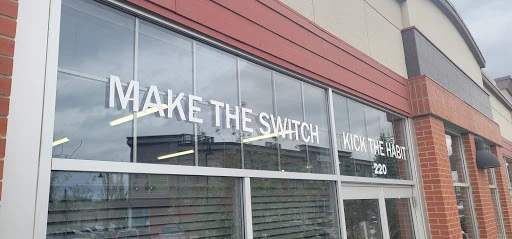 MAKE THE SWITCH
KICK THE HABIT
220